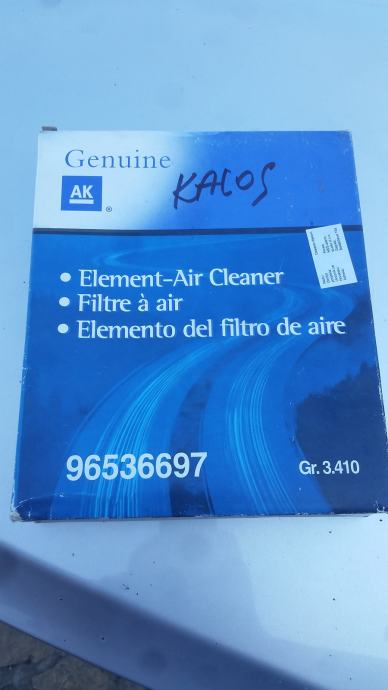 Genuine
AK
®
KALOS
• Element-Air Cleaner
• Filtre à air
• Elemento del filtro de aire
96536697
Gr. 3.410